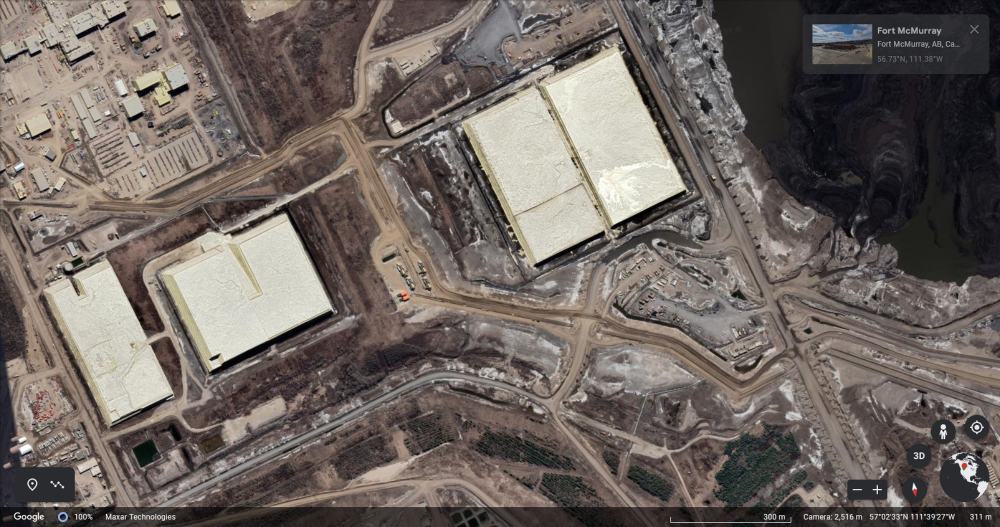 Fort McMurray
Fort McMurray, AB, Ca...
56.73°N, 111.38°W
3D
Google 100% Maxar Technologies 300 m Camera: 2,516 m 57°02'33"N 111°39'27"W 311 m